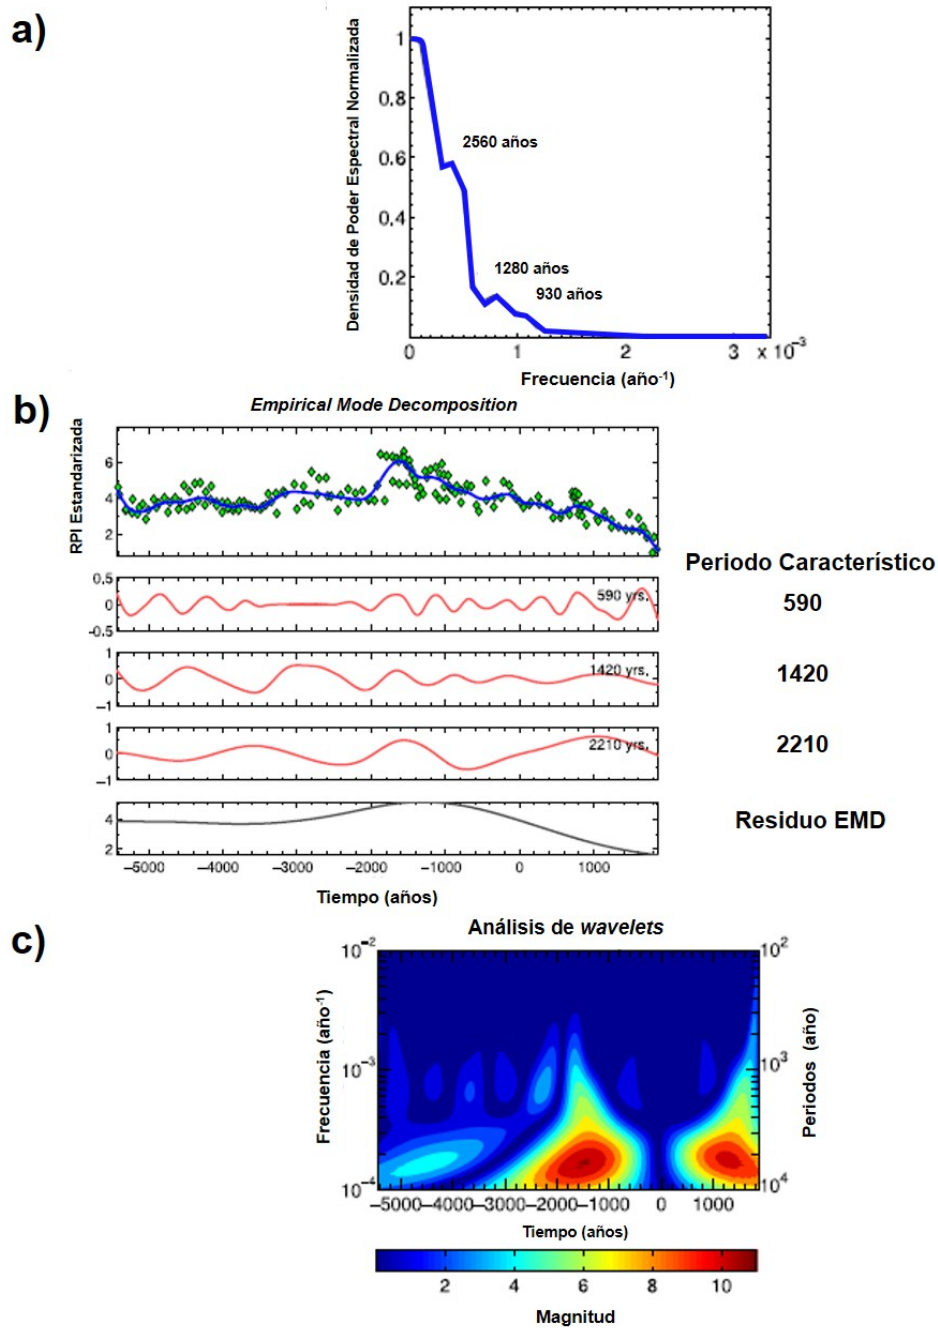 a)
Densidad de Poder Espectral Normalizada
1
0.8
0.6
0.4
0.2
2560 años
1280 años
930 años
0 1 2 3 x 10⁻³
Frecuencia (año⁻¹)
b)
Empirical Mode Decomposition
RPI Estandarizada
6
4
2
Periodo Característico
0.5
0
−0.5
590 yrs.
590
1
0
−1
1420 yrs.
1420
1
0
−1
2210 yrs.
2210
4
2
Residuo EMD
−5000 −4000 −3000 −2000 −1000 0 1000
Tiempo (años)
c)
Análisis de wavelets
Frecuencia (año⁻¹)
10⁻²
10⁻³
10⁻⁴
10²
10³
10⁴
Periodos (año)
−5000 −4000 −3000 −2000 −1000 0 1000
Tiempo (años)
2 4 6 8 10
Magnitud